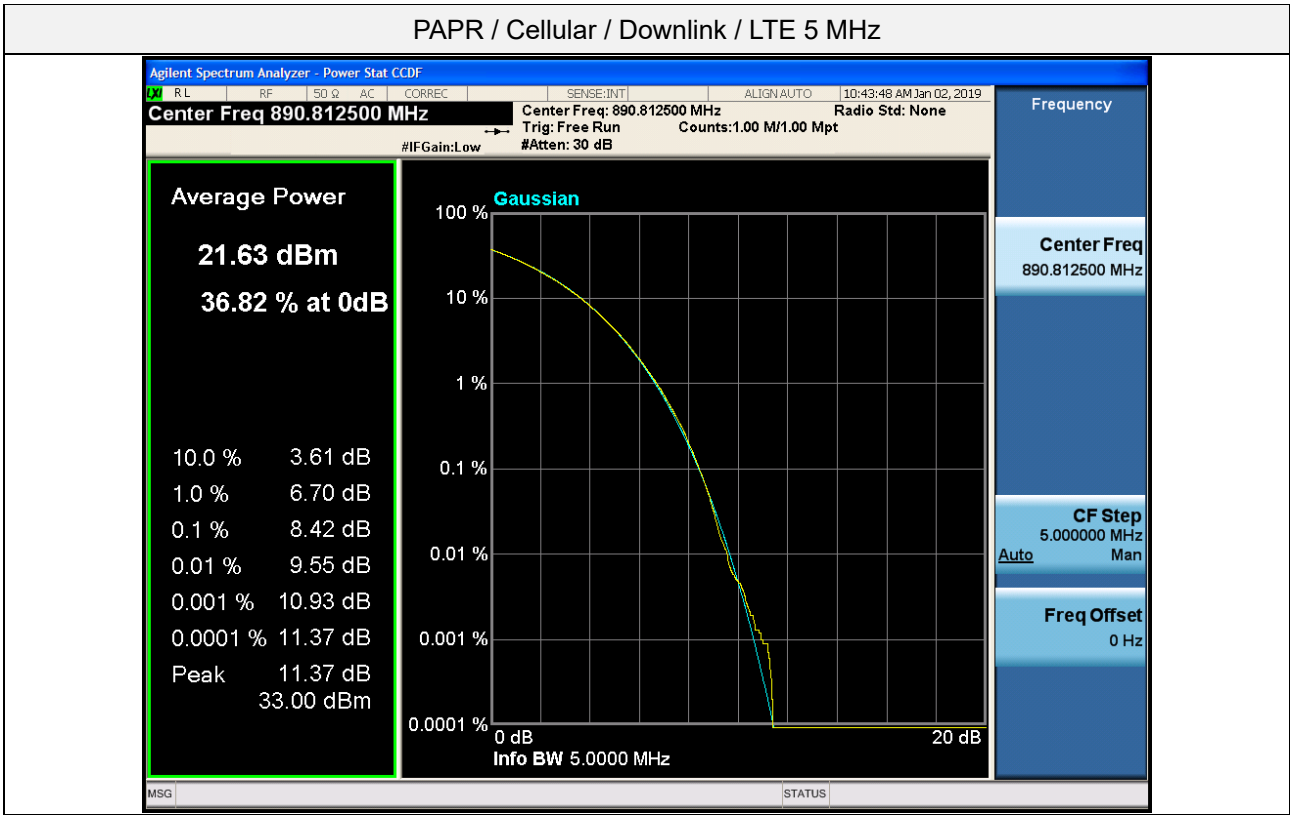 PAPR / Cellular / Downlink / LTE 5 MHz
Agilent Spectrum Analyzer - Power Stat CCDF
LXI RL RF 50 Ω AC CORREC SENSE:INT ALIGN AUTO 10:43:48 AM Jan 02, 2019
Center Freq 890.812500 MHz
Center Freq: 890.812500 MHz Radio Std: None
Trig: Free Run Counts:1.00 M/1.00 Mpt
#IFGain:Low #Atten: 30 dB
Frequency
Average Power
21.63 dBm
36.82 % at 0dB
10.0 % 3.61 dB
1.0 % 6.70 dB
0.1 % 8.42 dB
0.01 % 9.55 dB
0.001 % 10.93 dB
0.0001 % 11.37 dB
Peak 11.37 dB
33.00 dBm
Gaussian
100 %
10 %
1 %
0.1 %
0.01 %
0.001 %
0.0001 %
0 dB 20 dB
Info BW 5.0000 MHz
Center Freq
890.812500 MHz
CF Step
5.000000 MHz
Auto Man
Freq Offset
0 Hz
MSG STATUS